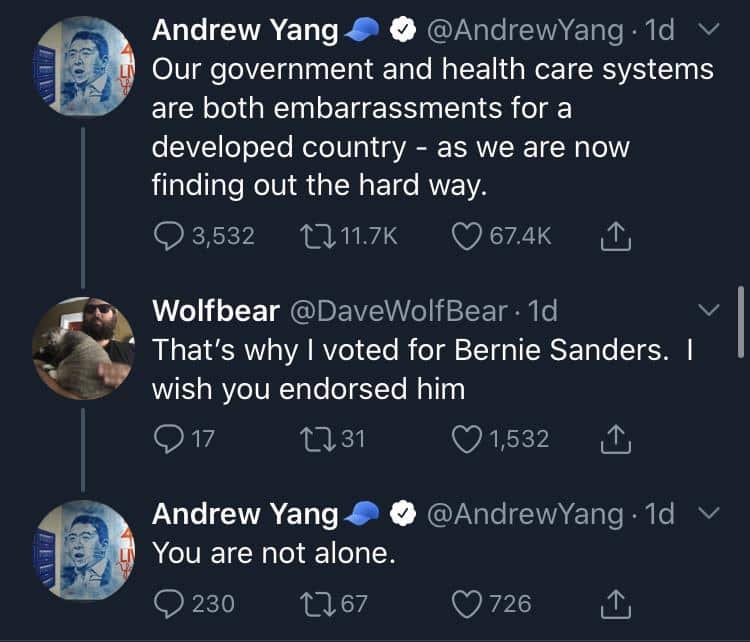 Andrew Yang🧢 @AndrewYang · 1d
Our government and health care systems
are both embarrassments for a
developed country - as we are now
finding out the hard way.
3,532 11.7K 67.4K
Wolfbear @DaveWolfBear · 1d
That's why I voted for Bernie Sanders.  I
wish you endorsed him
17 31 1,532
Andrew Yang🧢 @AndrewYang · 1d
You are not alone.
230 67 726